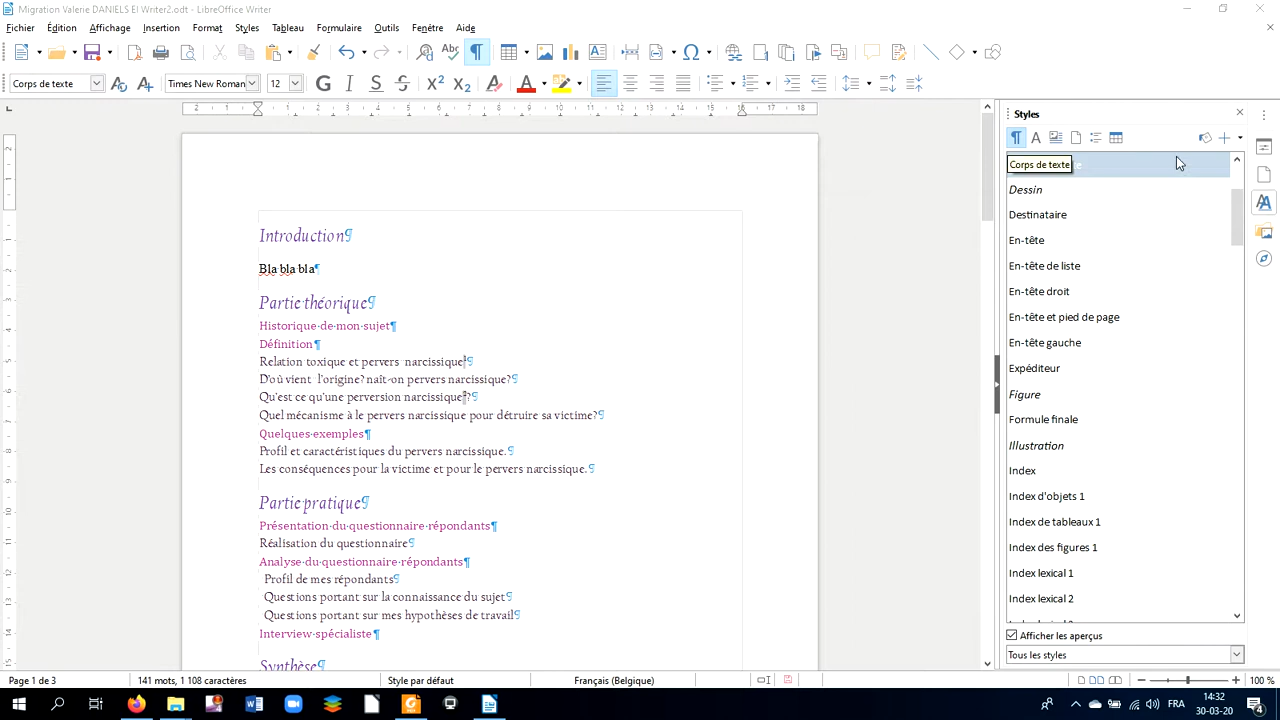 Migration Valerie DANIELS EI Writer2.odt - LibreOffice Writer
Fichier Édition Affichage Insertion Format Styles Tableau Formulaire Outils Fenêtre Aide
Corps de texte Times New Roman 12 G I S S
Styles
Introduction¶
Bla·bla·bla¶
Partie·théorique¶
Historique·de·mon·sujet¶
Définition¶
Relation toxique et pervers narcissique¶
D'où vient l'origine? naît-on pervers narcissique?¶
Qu'est ce qu'une perversion narcissique?¶
Quel mécanisme à le pervers narcissique pour détruire sa victime?¶
Quelques·exemples¶
Profil et caractéristiques du pervers narcissique.¶
Les conséquences pour la victime et pour le pervers narcissique.¶
Partie·pratique¶
Présentation·du·questionnaire·répondants¶
Réalisation du questionnaire¶
Analyse·du·questionnaire·répondants¶
Profil de mes répondants¶
Questions portant sur la connaissance du sujet¶
Questions portant sur mes hypothèses de travail¶
Interview·spécialiste¶
Synthèse¶
Corps de texte
Dessin
Destinataire
En-tête
En-tête de liste
En-tête droit
En-tête et pied de page
En-tête gauche
Expéditeur
Figure
Formule finale
Illustration
Index
Index d'objets 1
Index de tableaux 1
Index des figures 1
Index lexical 1
Index lexical 2
Afficher les aperçus
Tous les styles
Page 1 de 3 141 mots, 1 108 caractères Style par défaut Français (Belgique) 100 %
FRA 14:32
30-03-20